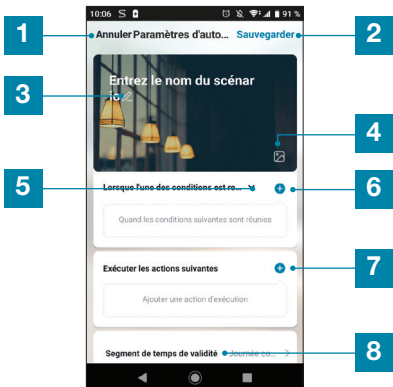 10:06 S 91 %
1
Annuler Paramètres d'auto... Sauvegarder
2
3
Entrez le nom du scénar
io
4
5
Lorsque l'une des conditions est re...
6
Quand les conditions suivantes sont réunies
Exécuter les actions suivantes
7
Ajouter une action d'exécution
Segment de temps de validité Journée co...
8